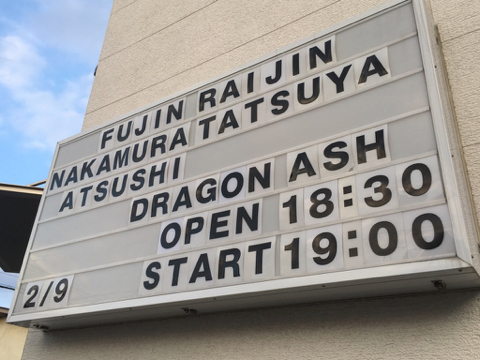 FUJIN RAIJIN
NAKAMURA TATSUYA
ATSUSHI
DRAGON ASH
OPEN 18:30
2/9 START 19:00